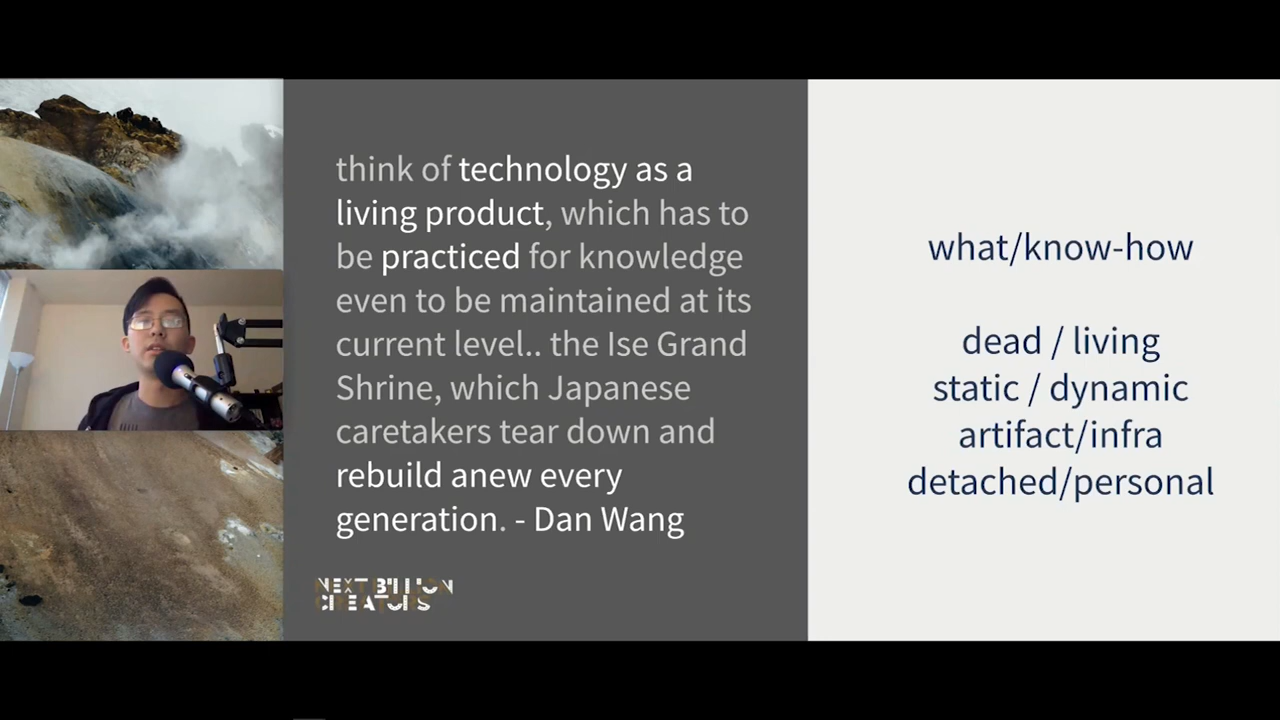 think of technology as a
living product, which has to
be practiced for knowledge
even to be maintained at its
current level.. the Ise Grand
Shrine, which Japanese
caretakers tear down and
rebuild anew every
generation. - Dan Wang
NEXT BILLION
CREATORS
what/know-how
dead / living
static / dynamic
artifact/infra
detached/personal